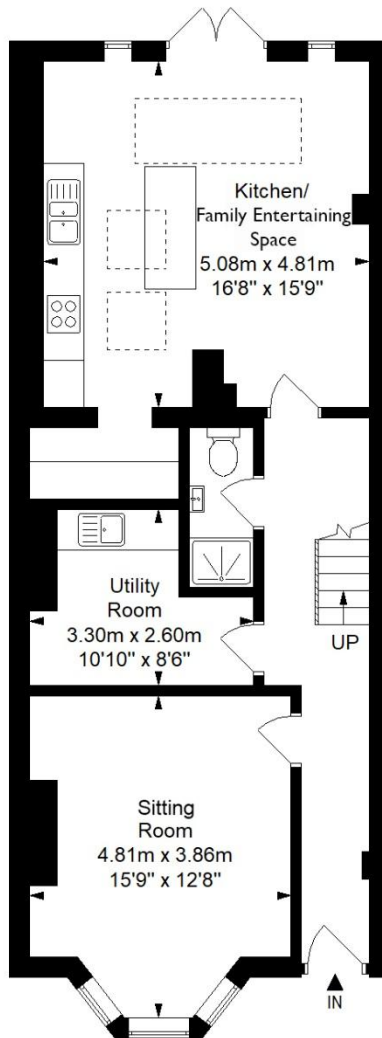 Kitchen/
Family Entertaining
Space
5.08m x 4.81m
16'8" x 15'9"
Utility
Room
3.30m x 2.60m
10'10" x 8'6"
UP
Sitting
Room
4.81m x 3.86m
15'9" x 12'8"
IN